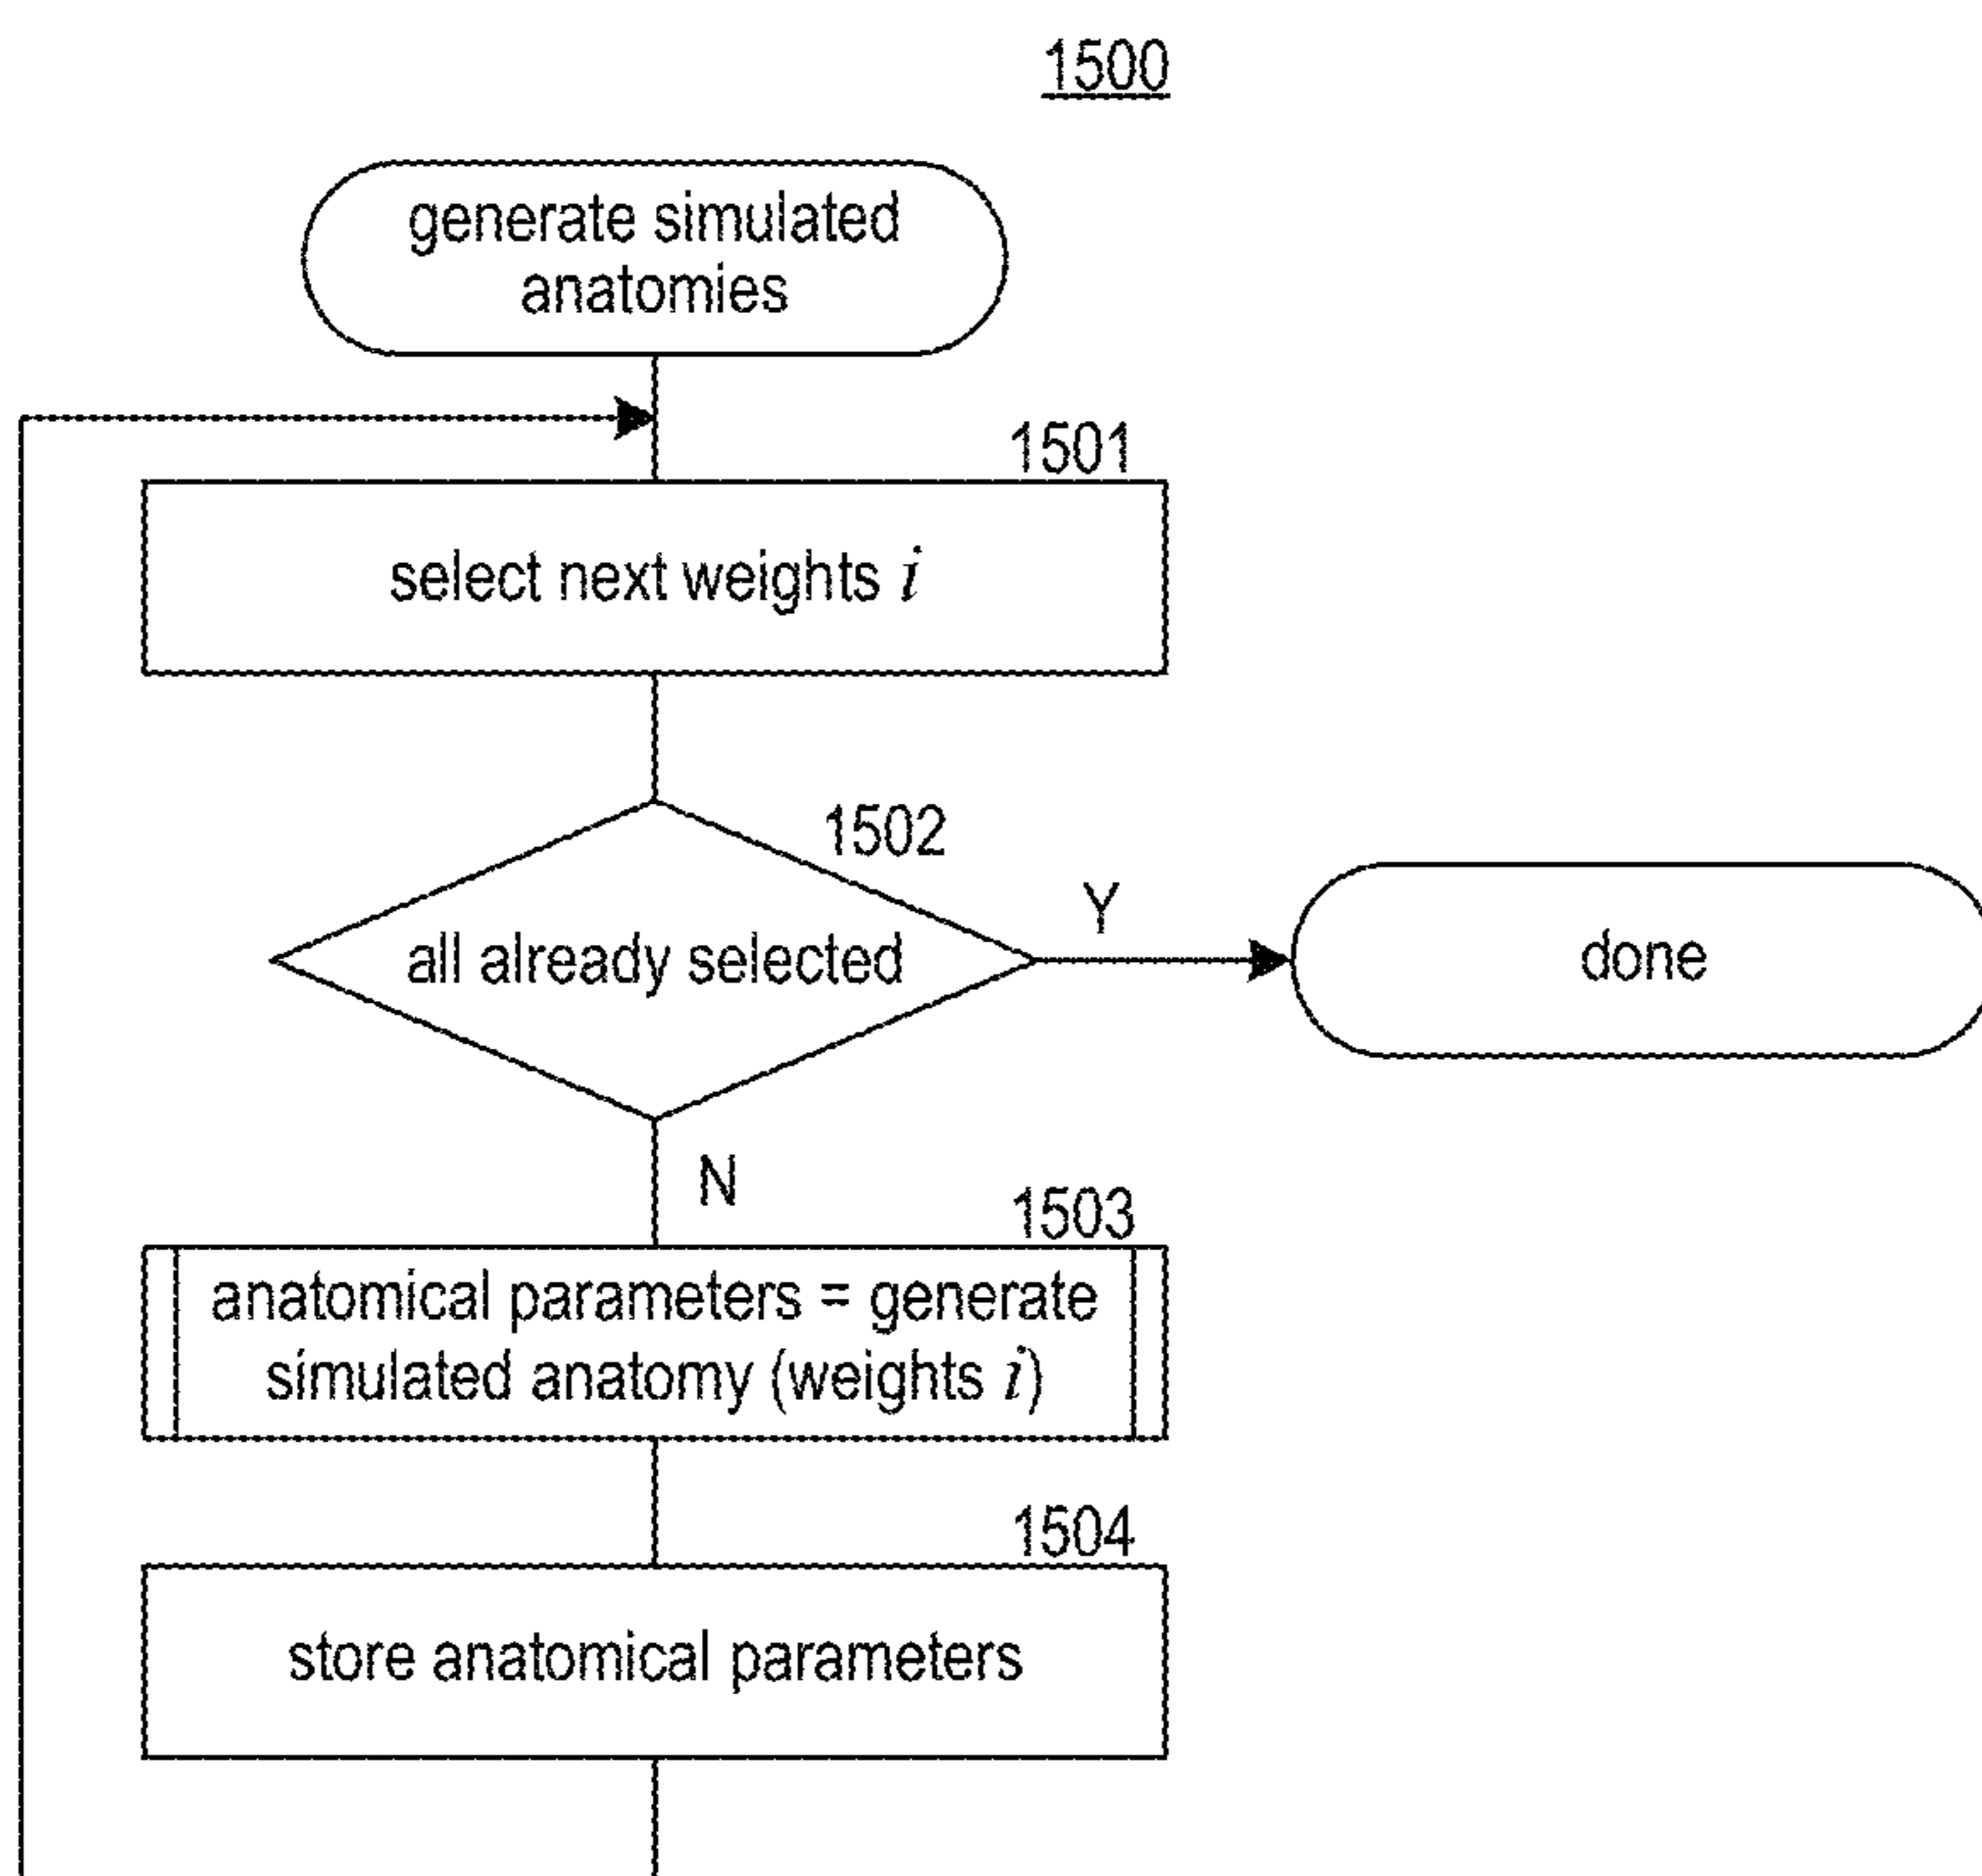 1500
generate simulated
anatomies
1501
select next weights i
1502
all already selected
Y
done
N
1503
anatomical parameters = generate
simulated anatomy (weights i)
1504
store anatomical parameters